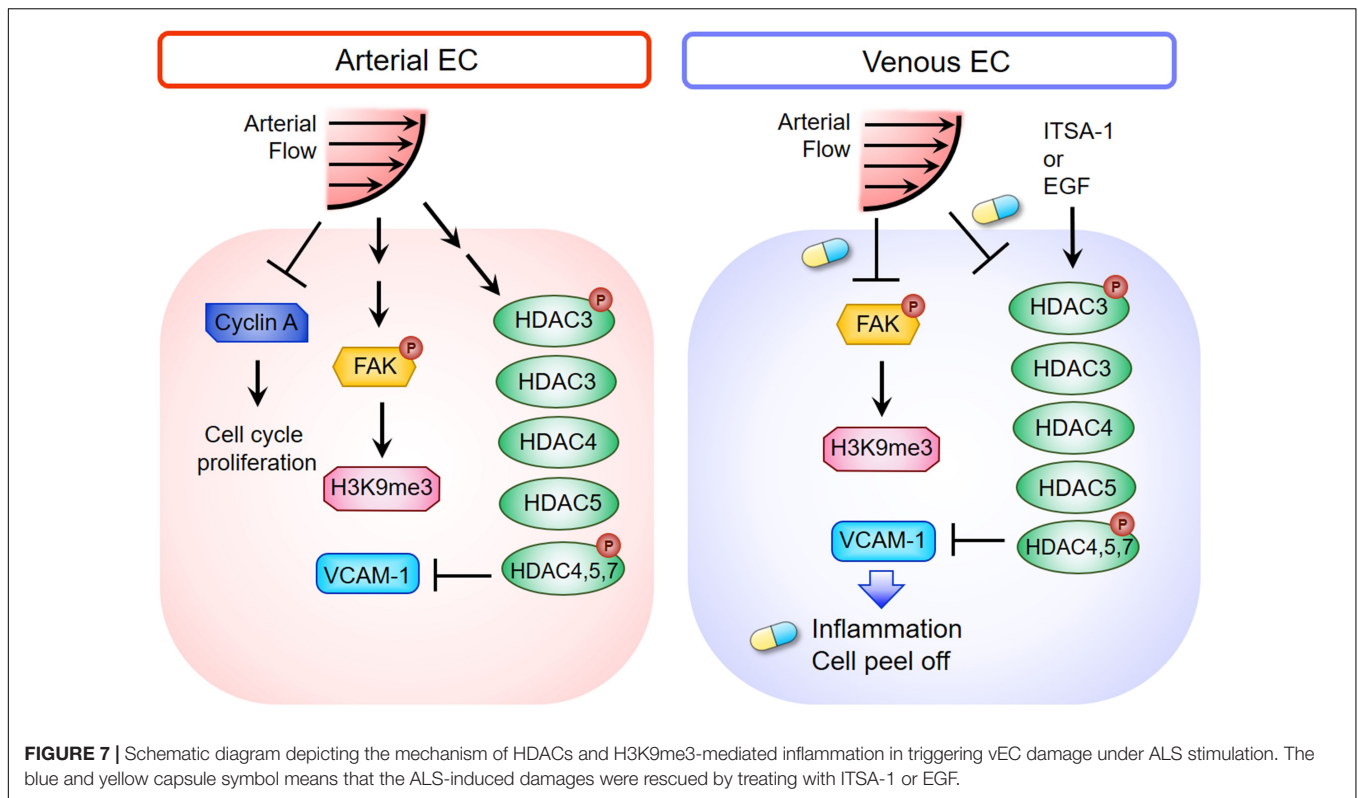 Arterial EC
Arterial
Flow
Cyclin A
Cell cycle
proliferation
P
FAK
H3K9me3
P
HDAC3
HDAC3
HDAC4
HDAC5
P
HDAC4,5,7
VCAM-1
Venous EC
Arterial
Flow
ITSA-1
or
EGF
P
FAK
H3K9me3
P
HDAC3
HDAC3
HDAC4
HDAC5
P
HDAC4,5,7
VCAM-1
Inflammation
Cell peel off
FIGURE 7 | Schematic diagram depicting the mechanism of HDACs and H3K9me3-mediated inflammation in triggering vEC damage under ALS stimulation. The
blue and yellow capsule symbol means that the ALS-induced damages were rescued by treating with ITSA-1 or EGF.